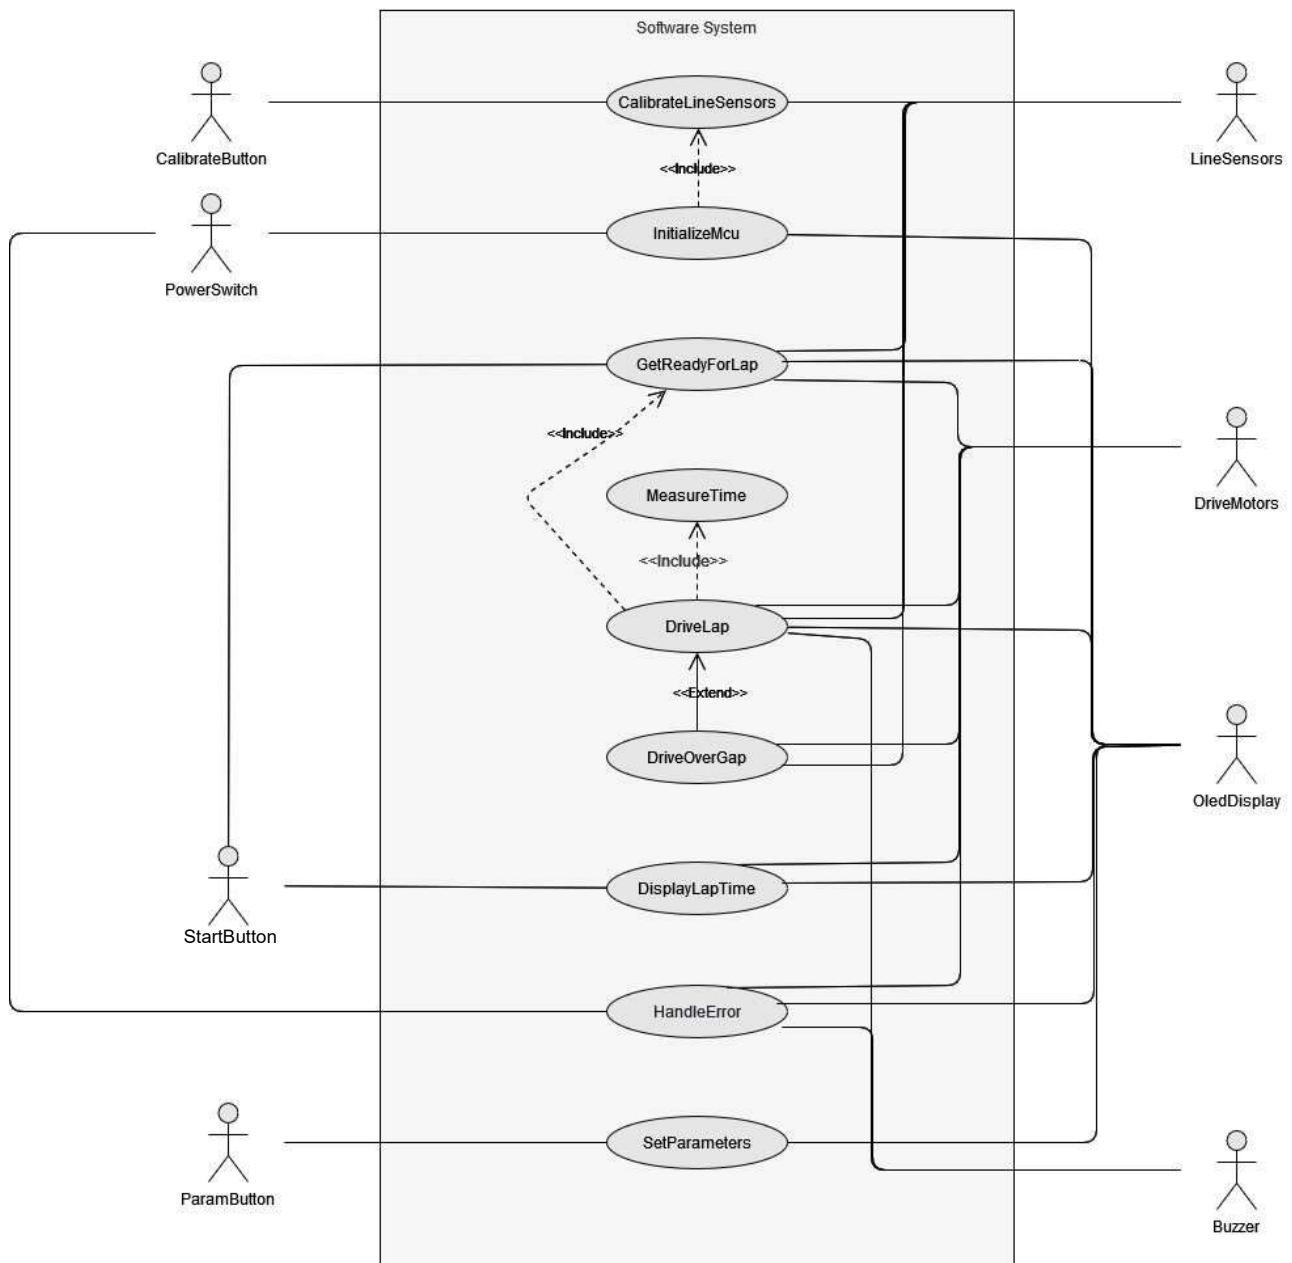 Software System
CalibrateLineSensors
CalibrateButton
LineSensors
<<Include>>
InitializeMcu
PowerSwitch
GetReadyForLap
<<Include>>
DriveMotors
MeasureTime
<<Include>>
DriveLap
<<Extend>>
DriveOverGap
OledDisplay
DisplayLapTime
StartButton
HandleError
SetParameters
ParamButton
Buzzer